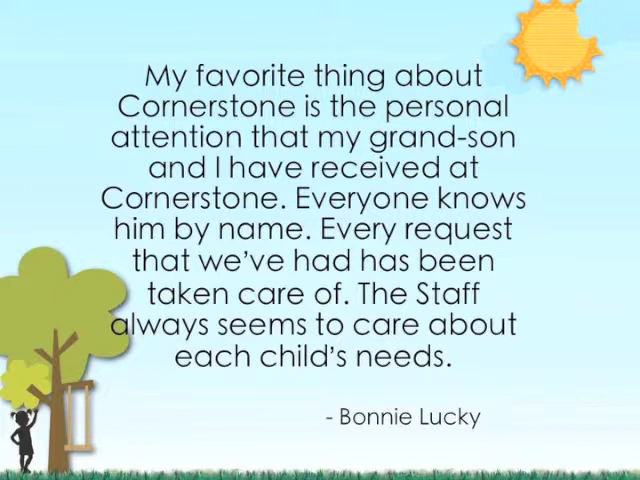 My favorite thing about
Cornerstone is the personal
attention that my grand-son
and I have received at
Cornerstone. Everyone knows
him by name. Every request
that we've had has been
taken care of. The Staff
always seems to care about
each child's needs.
- Bonnie Lucky